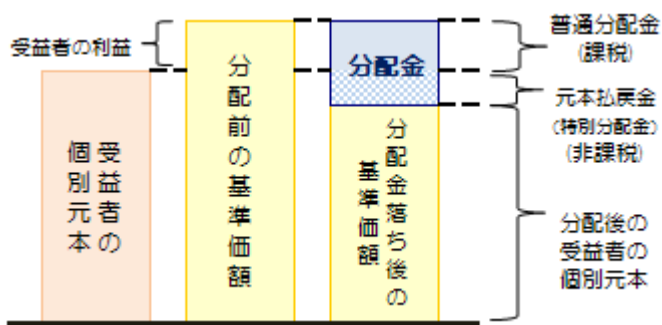 受益者の利益
受益者の
個別元本
分配前の基準価額
分配金
分配金落ち後の
基準価額
普通分配金
(課税)
元本払戻金
(特別分配金)
(非課税)
分配後の
受益者の
個別元本